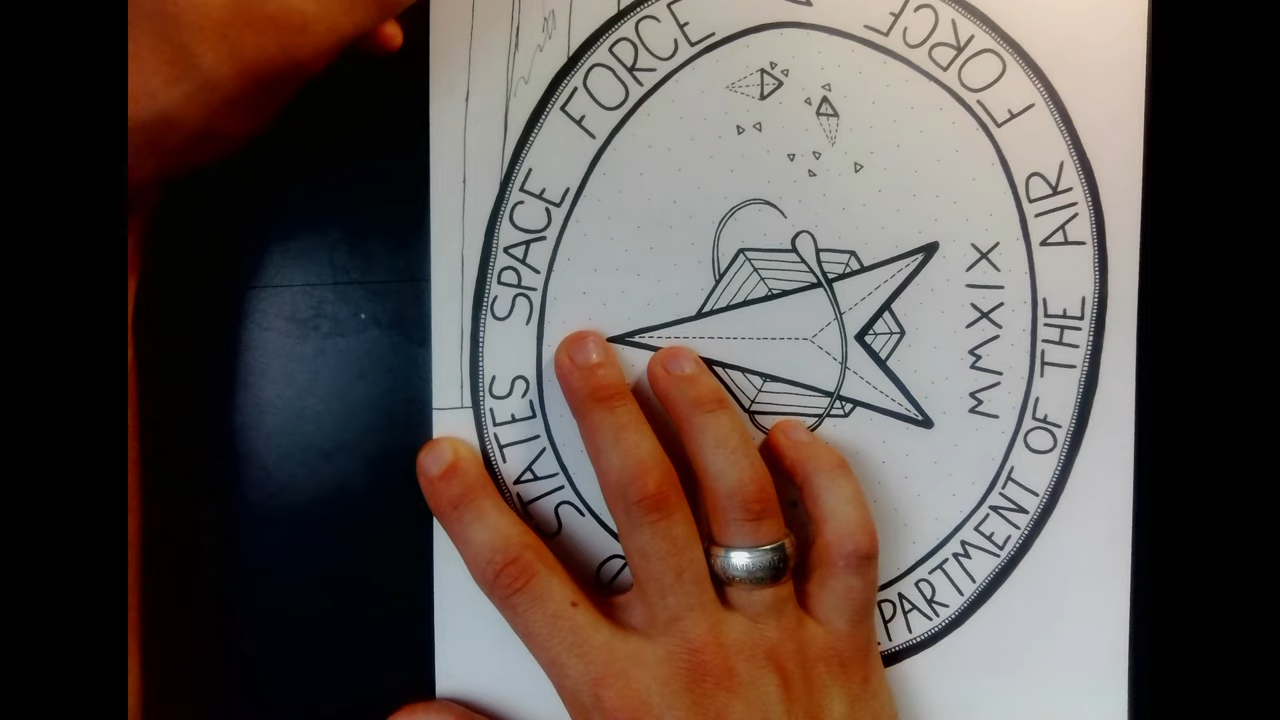 STATES SPACE FORCE
PARTMENT OF THE AIR FORCE
MMXIX